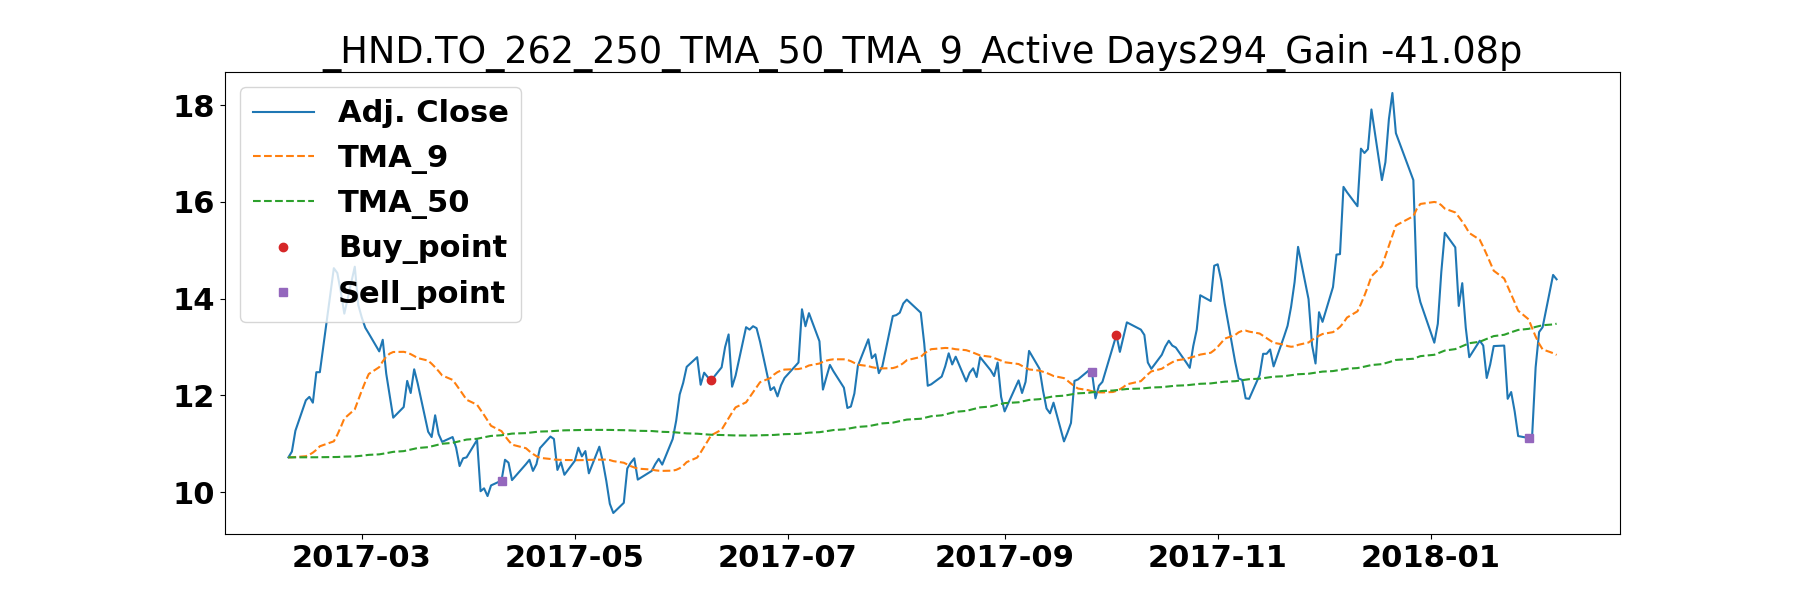 _HND.TO_262_250_TMA_50_TMA_9_Active Days294_Gain -41.08p
18
16
14
12
10
Adj. Close
TMA_9
TMA_50
Buy_point
Sell_point
2017-03
2017-05
2017-07
2017-09
2017-11
2018-01